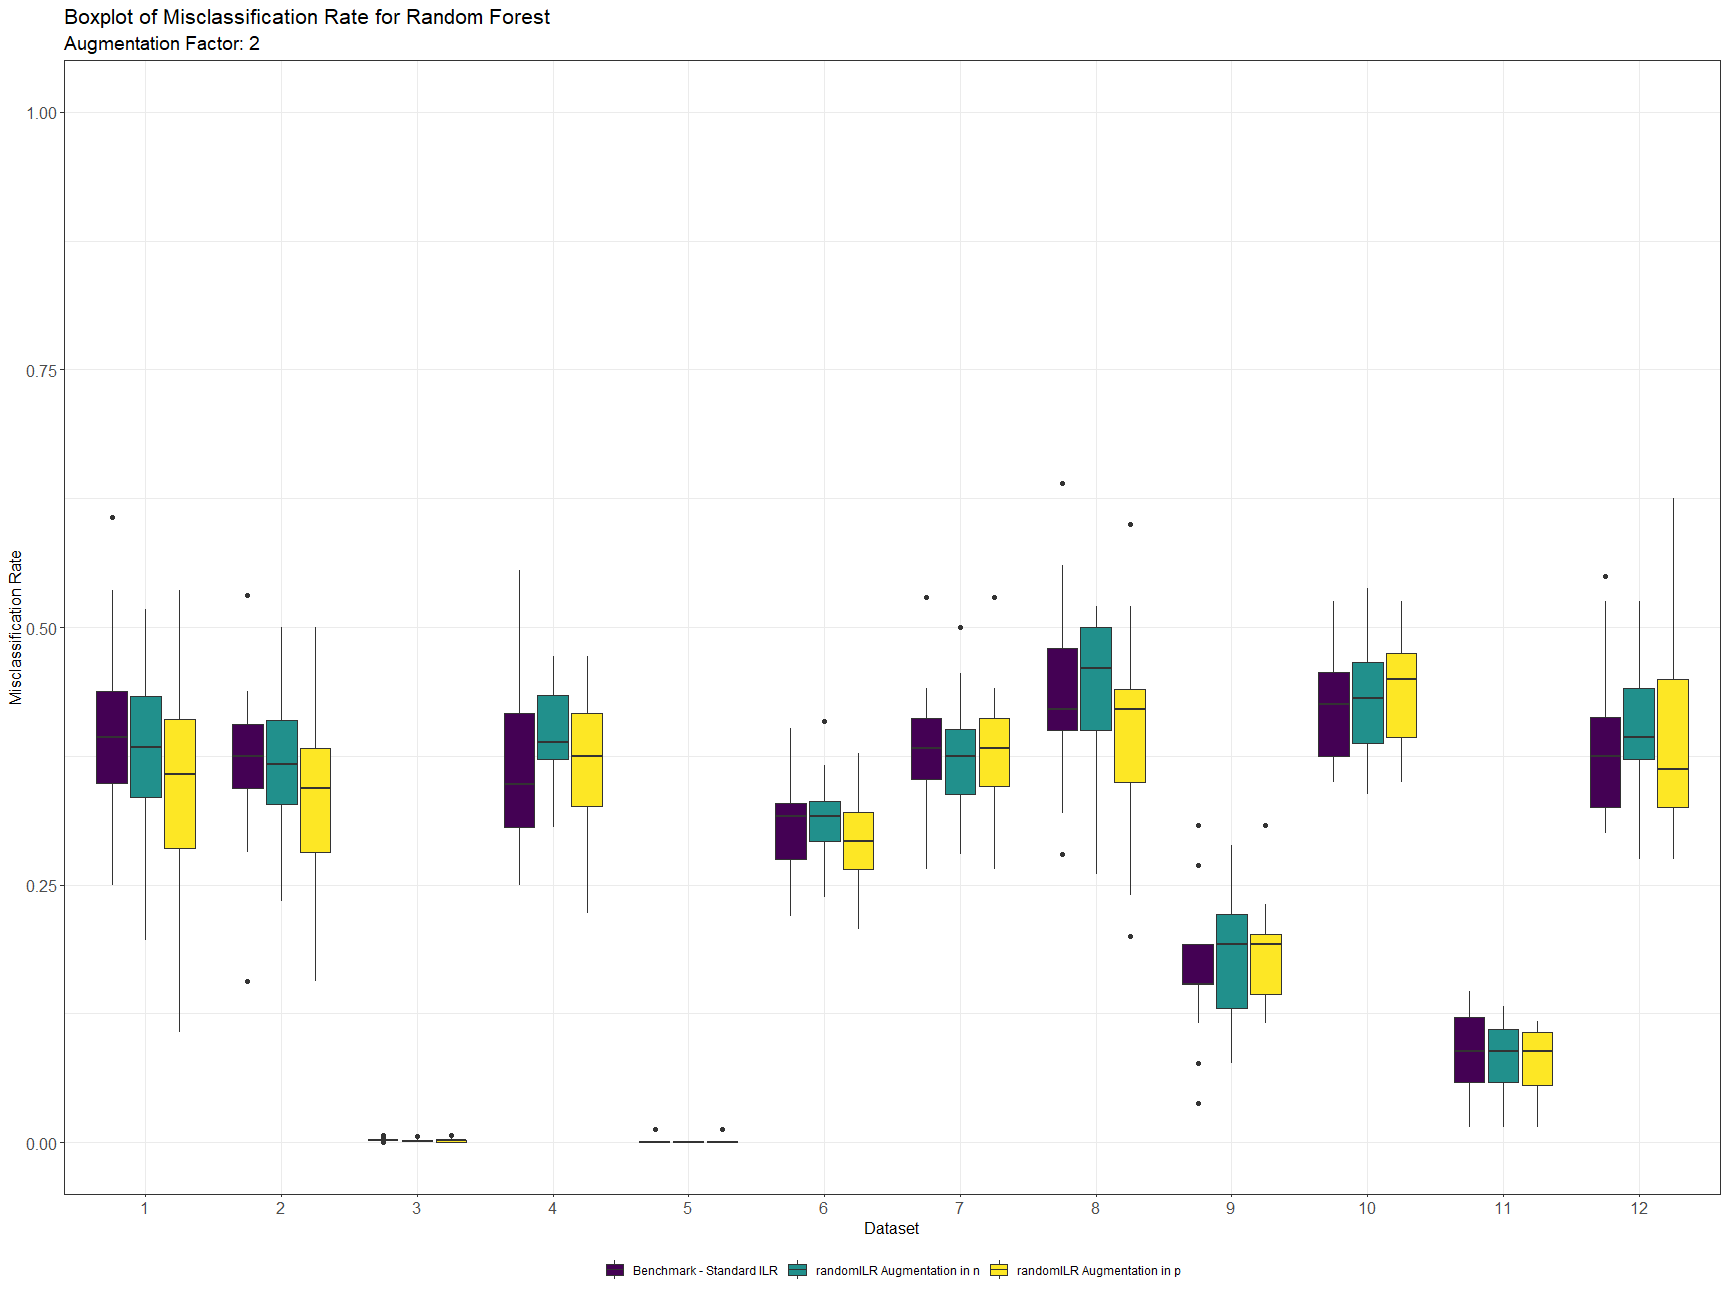 Boxplot of Misclassification Rate for Random Forest
Augmentation Factor: 2
1.00
0.75
0.50
0.25
0.00
Misclassification Rate
1 2 3 4 5 6 7 8 9 10 11 12
Dataset
Benchmark - Standard ILR randomILR Augmentation in n randomILR Augmentation in p